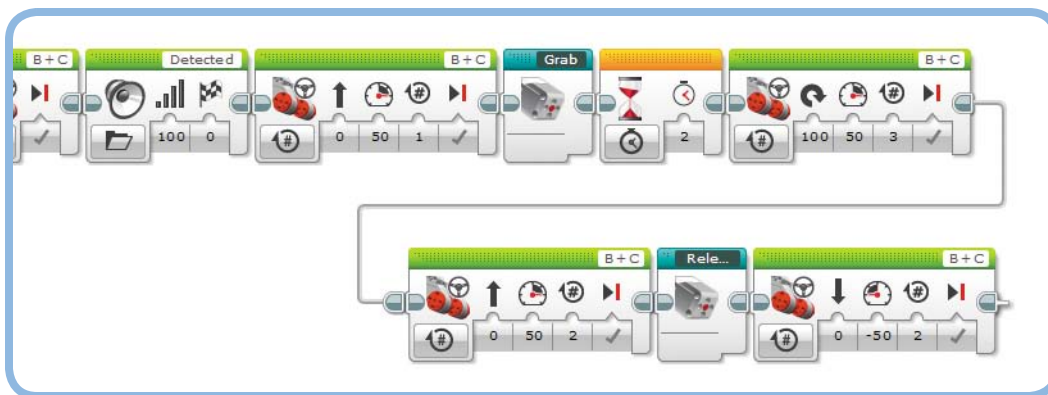 B + C Detected B + C Grab B + C
100 0 0 50 1 2 100 50 3
B + C Rele... B + C
# 0 50 2 # 0 -50 2